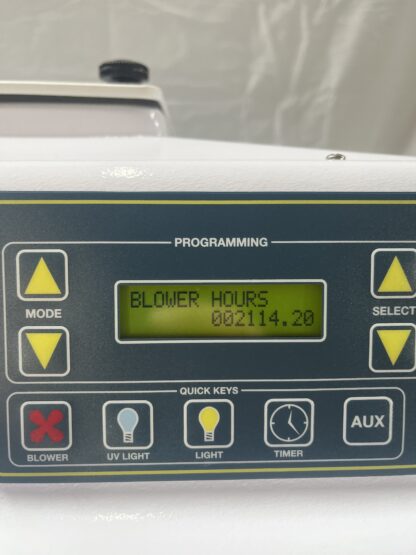 PROGRAMMING
MODE
BLOWER HOURS
002114.20
SELECT
QUICK KEYS
AUX
BLOWER
UV LIGHT
LIGHT
TIMER